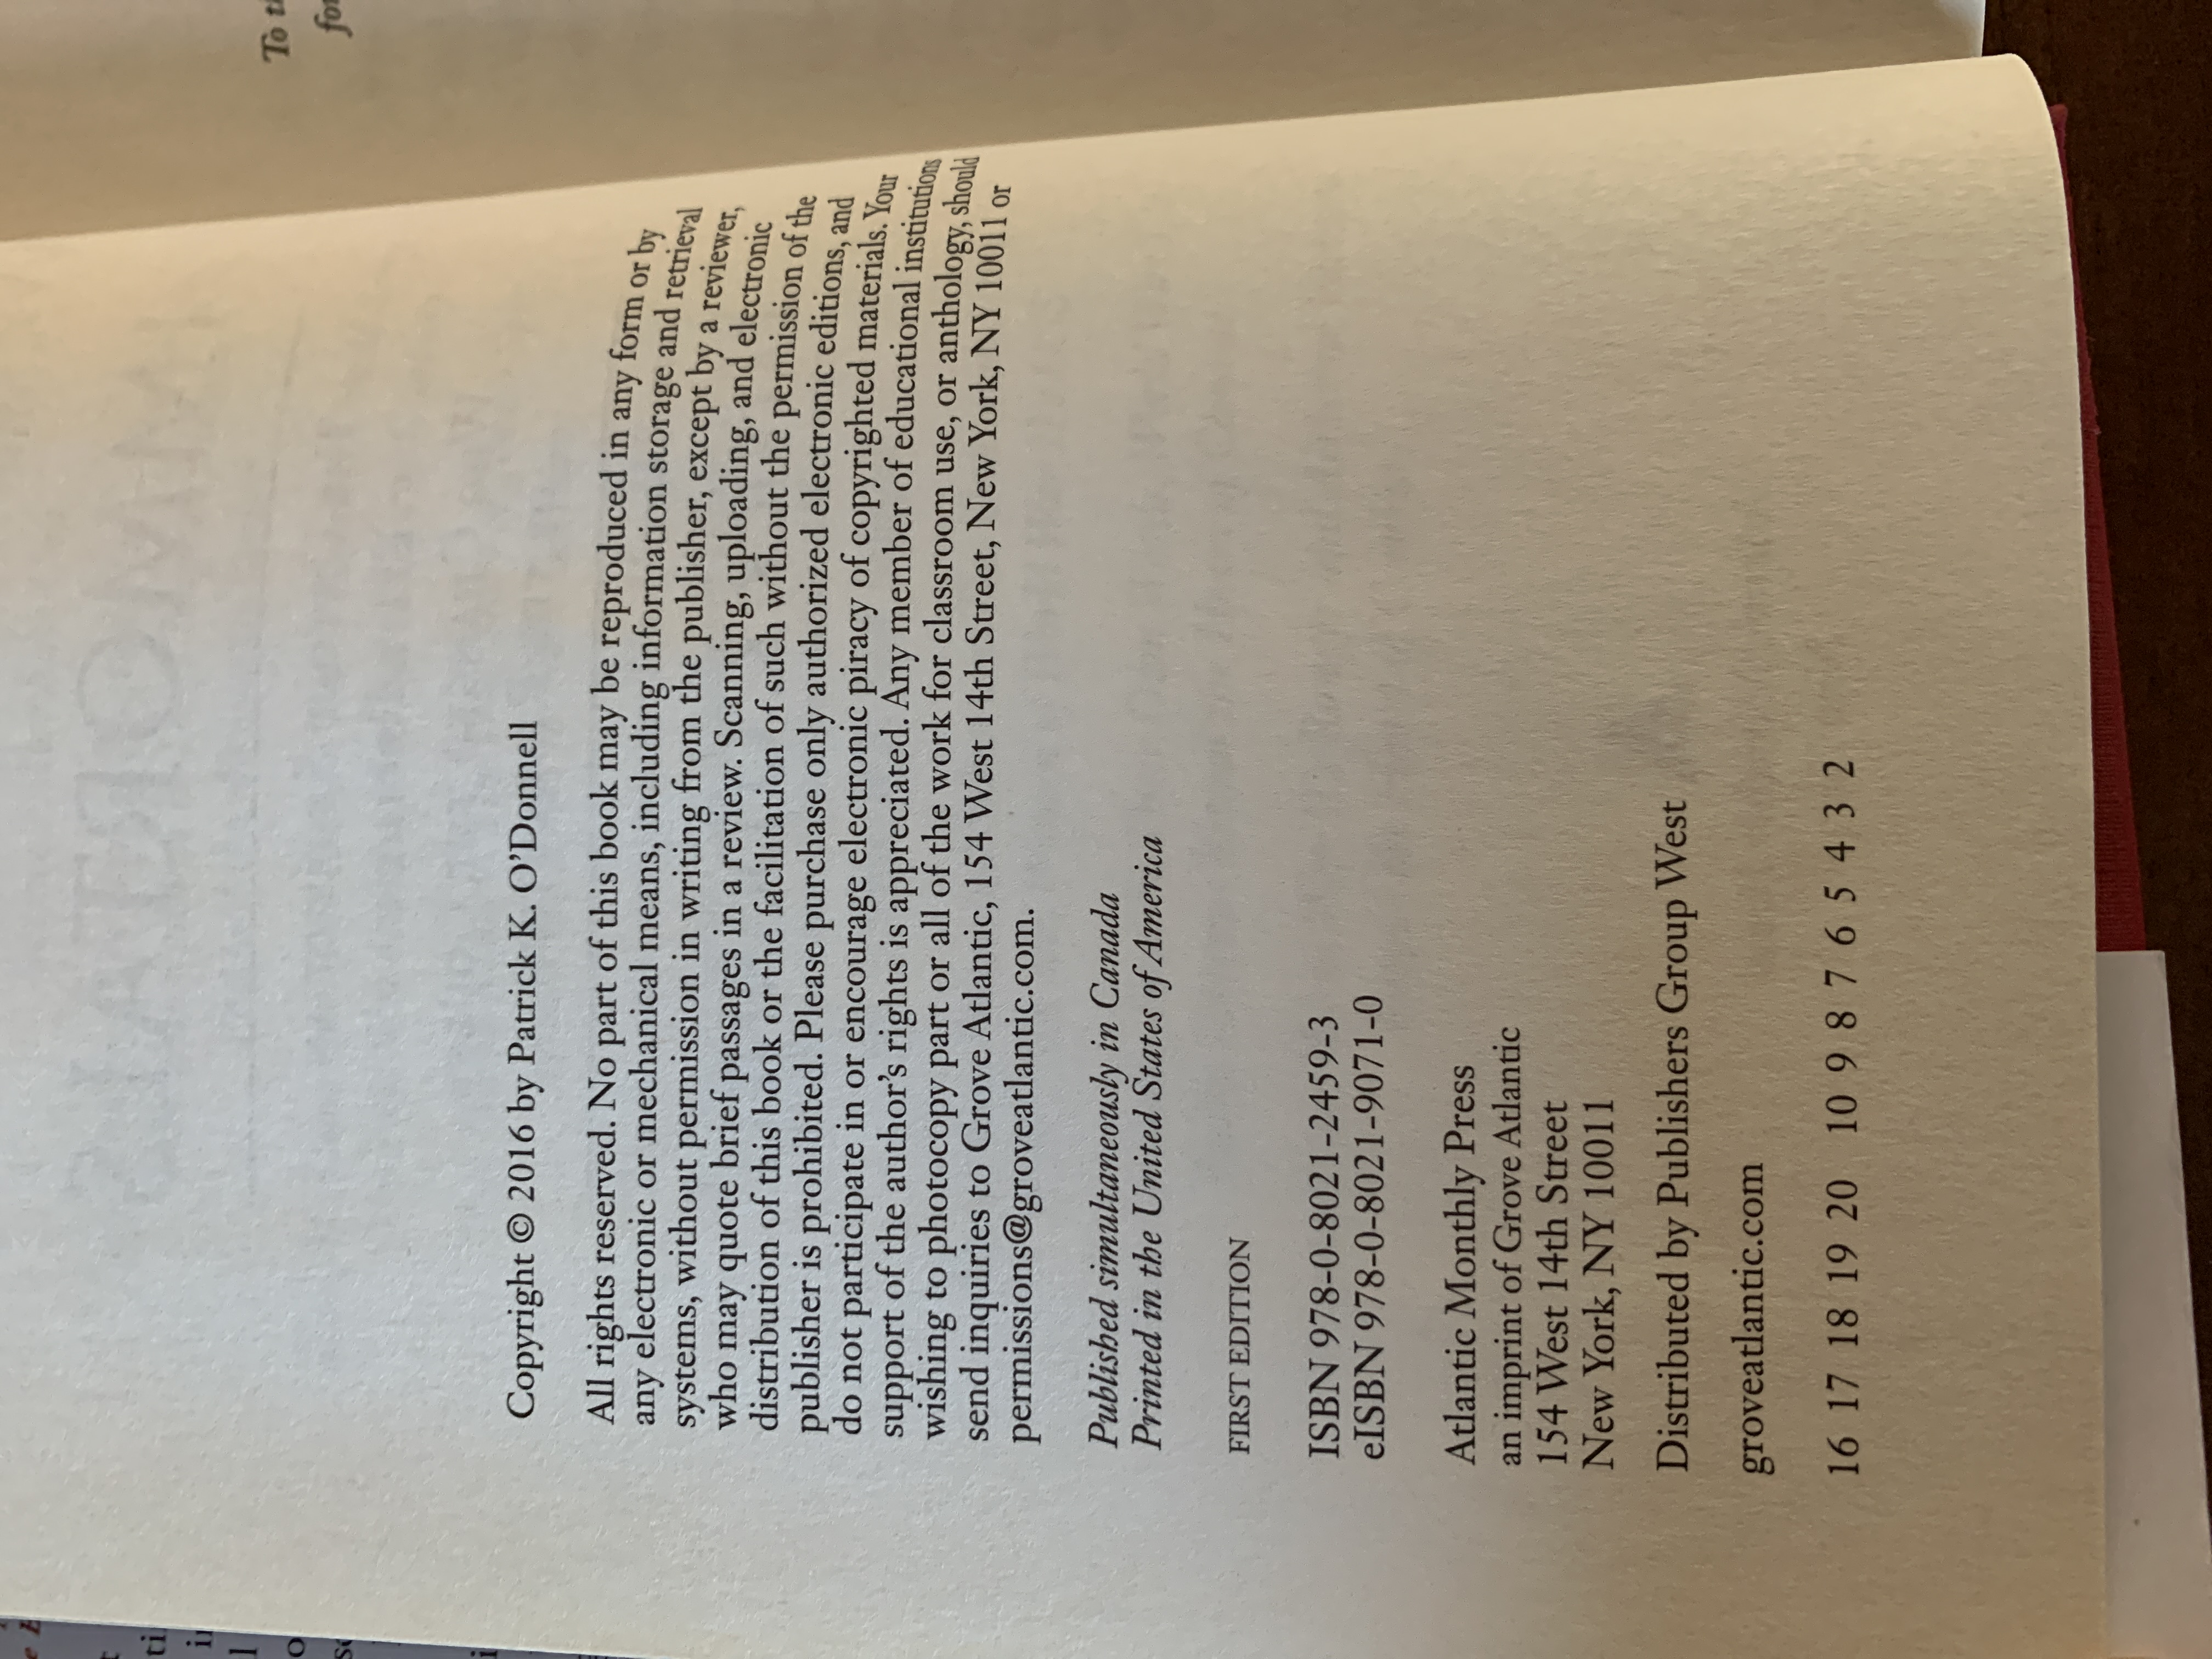 To
Copyright © 2016 by Patrick K. O’Donnell
All rights reserved. No part of this book may be reproduced in any form or by
any electronic or mechanical means, including information storage and retrieval
systems, without permission in writing from the publisher, except by a reviewer,
who may quote brief passages in a review. Scanning, uploading, and electronic
distribution of this book or the facilitation of such without the permission of the
publisher is prohibited. Please purchase only authorized electronic editions, and
do not participate in or encourage electronic piracy of copyrighted materials. Your
support of the author’s rights is appreciated. Any member of educational institutions
wishing to photocopy part or all of the work for classroom use, or anthology, should
send inquiries to Grove Atlantic, 154 West 14th Street, New York, NY 10011 or
permissions@groveatlantic.com.
Published simultaneously in Canada
Printed in the United States of America
FIRST EDITION
ISBN 978-0-8021-2459-3
eISBN 978-0-8021-9071-0
Atlantic Monthly Press
an imprint of Grove Atlantic
154 West 14th Street
New York, NY 10011
Distributed by Publishers Group West
groveatlantic.com
16 17 18 19 20 10 9 8 7 6 5 4 3 2